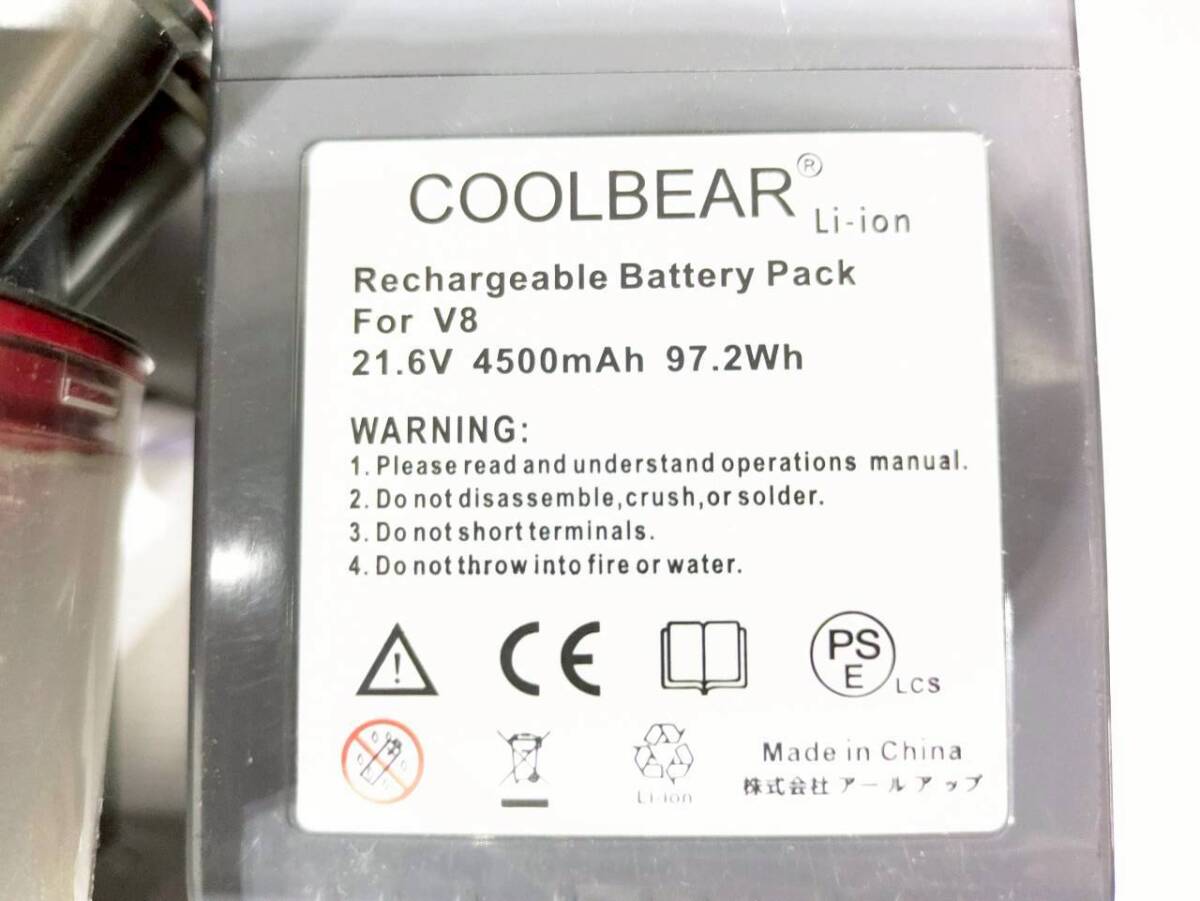 COOLBEAR® Li-ion
Rechargeable Battery Pack
For V8
21.6V 4500mAh 97.2Wh
WARNING:
1. Please read and understand operations manual.
2. Do not disassemble,crush,or solder.
3. Do not short terminals.
4. Do not throw into fire or water.
CE
PS
E
LCS
Li-ion
Made in China
株式会社 アールアップ